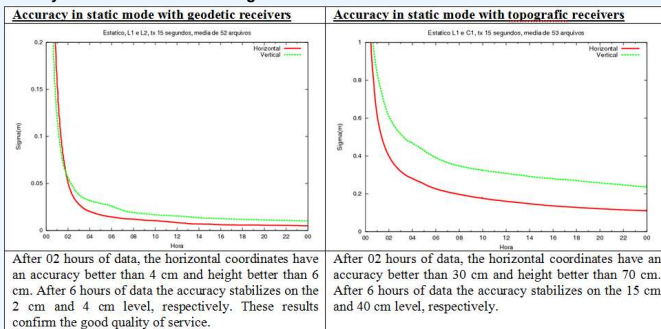 Accuracy in static mode with geodetic receivers
Estatico, L1 e L2, tx 15 segundos, media de 52 arquivos
Horizontal
Vertical
0.2
0.15
0.1
0.05
0
Sigma(m)
00 02 04 06 08 10 12 14 16 18 20 22 00
Hora
After 02 hours of data, the horizontal coordinates have
an accuracy better than 4 cm and height better than 6
cm. After 6 hours of data the accuracy stabilizes on the
2 cm and 4 cm level, respectively. These results
confirm the good quality of service.
Accuracy in static mode with topografic receivers
Estatico L1 e C1, tx 15 segundos, media de 53 arquivos
Horizontal
Vertical
1
0.8
0.6
0.4
0.2
0
Sigma(m)
00 02 04 06 08 10 12 14 16 18 20 22 00
Hora
After 02 hours of data, the horizontal coordinates have an
accuracy better than 30 cm and height better than 70 cm.
After 6 hours of data the accuracy stabilizes on the 15 cm
and 40 cm level, respectively.